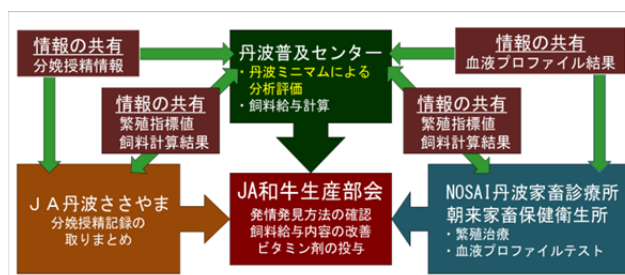 情報の共有
分娩授精情報
丹波普及センター
・丹波ミニマムによる
分析評価
・飼料給与計算
情報の共有
血液プロファイル結果
情報の共有
繁殖指標値
飼料計算結果
情報の共有
繁殖指標値
飼料計算結果
JA丹波ささやま
分娩授精記録の
取りまとめ
JA和牛生産部会
発情発見方法の確認
飼料給与内容の改善
ビタミン剤の投与
NOSAI丹波家畜診療所
朝来家畜保健衛生所
・繁殖治療
・血液プロファイルテスト